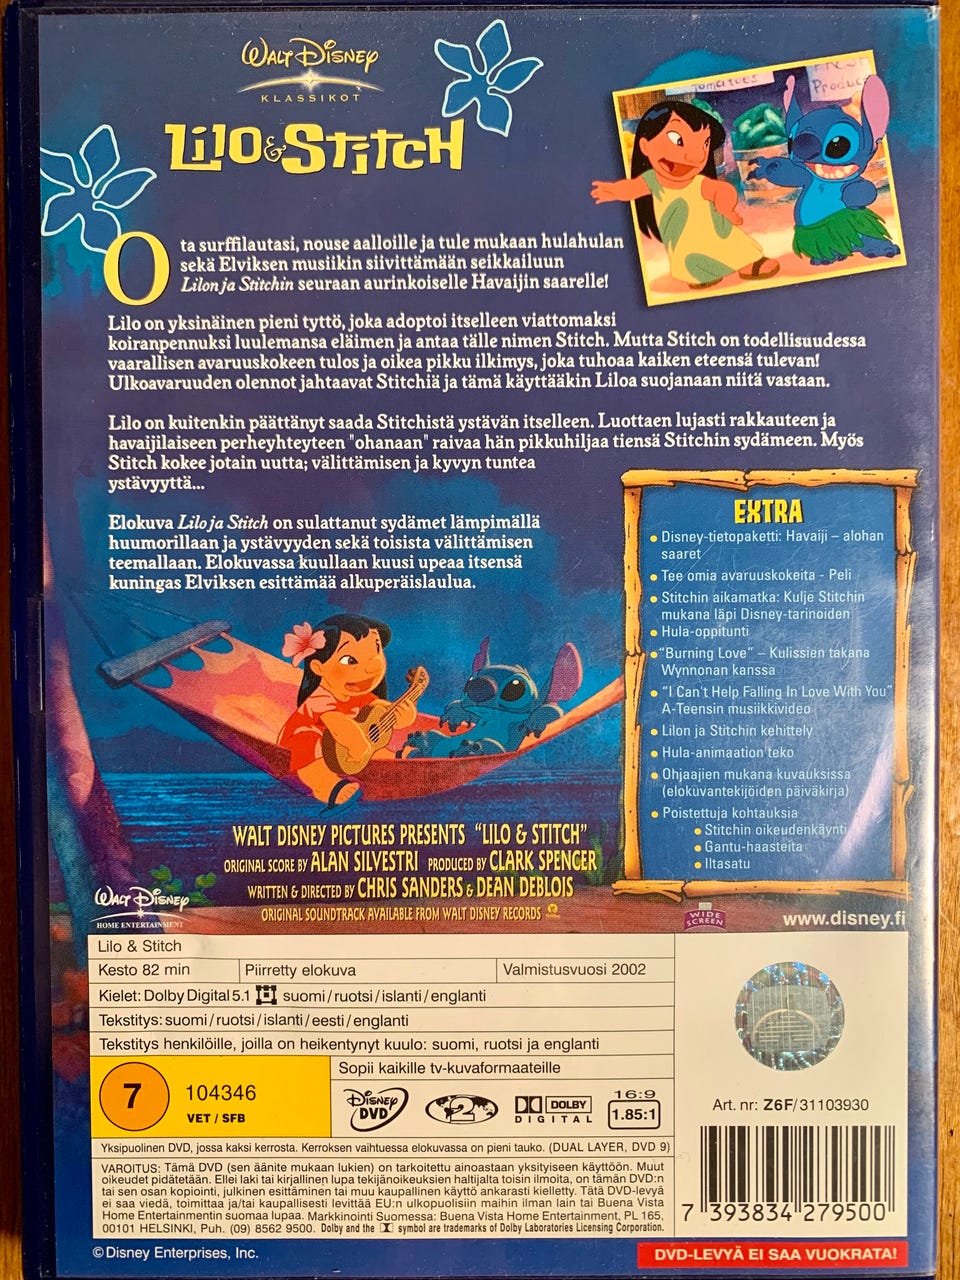 WALT DISNEY
KLASSIKOT
LILO & STITCH
Tomatoes
FRESH
Produce
Ota surffilautasi, nouse aalloille ja tule mukaan hulahulan
sekä Elviksen musiikin siivittämään seikkailuun
Lilon ja Stitchin seuraan aurinkoiselle Havaijin saarelle!
Lilo on yksinäinen pieni tyttö, joka adoptoi itselleen viattomaksi
koiranpennuksi luulemansa eläimen ja antaa tälle nimen Stitch. Mutta Stitch on todellisuudessa
vaarallisen avaruuskokeen tulos ja oikea pikku ilkimys, joka tuhoaa kaiken eteensä tulevan!
Ulkoavaruuden olennot jahtaavat Stitchiä ja tämä käyttääkin Liloa suojanaan niitä vastaan.
Lilo on kuitenkin päättänyt saada Stitchistä ystävän itselleen. Luottaen lujasti rakkauteen ja
havaijilaiseen perheyhteyteen "ohanaan" raivaa hän pikkuhiljaa tiensä Stitchin sydämeen. Myös
Stitch kokee jotain uutta; välittämisen ja kyvyn tuntea
ystävyyttä...
Elokuva Lilo ja Stitch on sulattanut sydämet lämpimällä
huumorillaan ja ystävyyden sekä toisista välittämisen
teemallaan. Elokuvassa kuullaan kuusi upeaa itsensä
kuningas Elviksen esittämää alkuperäislaulua.
EXTRA
• Disney-tietopaketti: Havaiji – alohan
saaret
• Tee omia avaruuskokeita - Peli
• Stitchin aikamatka: Kulje Stitchin
mukana läpi Disney-tarinoiden
• Hula-oppitunti
• "Burning Love" – Kulissien takana
Wynnonan kanssa
• "I Can't Help Falling In Love With You"
A-Teensin musiikkivideo
• Lilon ja Stitchin kehittely
• Hula-animaation teko
• Ohjaajien mukana kuvauksissa
(elokuvantekijöiden päiväkirja)
• Poistettuja kohtauksia
• Stitchin oikeudenkäynti
• Gantu-haasteita
• Iltasatu
WALT DISNEY PICTURES PRESENTS "LILO & STITCH"
ORIGINAL SCORE BY ALAN SILVESTRI PRODUCED BY CLARK SPENCER
WRITTEN & DIRECTED BY CHRIS SANDERS & DEAN DEBLOIS
ORIGINAL SOUNDTRACK AVAILABLE FROM WALT DISNEY RECORDS
WALT DISNEY
HOME ENTERTAINMENT
WIDE
SCREEN
www.disney.fi
Lilo & Stitch
Kesto 82 min Piirretty elokuva Valmistusvuosi 2002
Kielet: Dolby Digital 5.1 suomi/ruotsi/islanti/englanti
Tekstitys: suomi/ruotsi/islanti/eesti/englanti
Tekstitys henkilöille, joilla on heikentynyt kuulo: suomi, ruotsi ja englanti
7
104346
VET / SFB
Sopii kaikille tv-kuvaformaateille
DISNEY
DVD
2
DOLBY
DIGITAL
16:9
1.85:1
Art. nr: Z6F/31103930
Yksipuolinen DVD, jossa kaksi kerrosta. Kerroksen vaihtuessa elokuvassa on pieni tauko. (DUAL LAYER, DVD 9)
VAROITUS: Tämä DVD (sen äänite mukaan lukien) on tarkoitettu ainoastaan yksityiseen käyttöön. Muut
oikeudet pidätetään. Ellei laki tai kirjallinen lupa tekijänoikeuksien haltijalta toisin ilmoita, on tämän DVD:n
tai sen osan kopiointi, julkinen esittäminen tai muu kaupallinen käyttö ankarasti kielletty. Tätä DVD-levyä
ei saa viedä, toimittaa ja/tai kaupallisesti levittää EU:n ulkopuolisiin maihin ilman lain tai Buena Vista
Home Entertainmentin suomaa lupaa. Markkinointi Suomessa: Buena Vista Home Entertainment, PL 165,
00101 HELSINKI, Puh. (09) 8562 9500. Dolby and the symbol are trademarks of Dolby Laboratories Licensing Corporation.
7 393834 279500
© Disney Enterprises, Inc.
DVD-LEVYÄ EI SAA VUOKRATA!